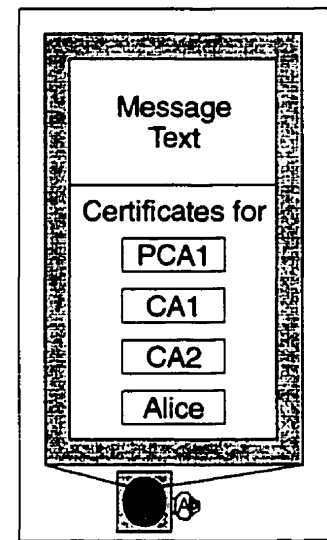 Message
Text
Certificates for
PCA1
CA1
CA2
Alice